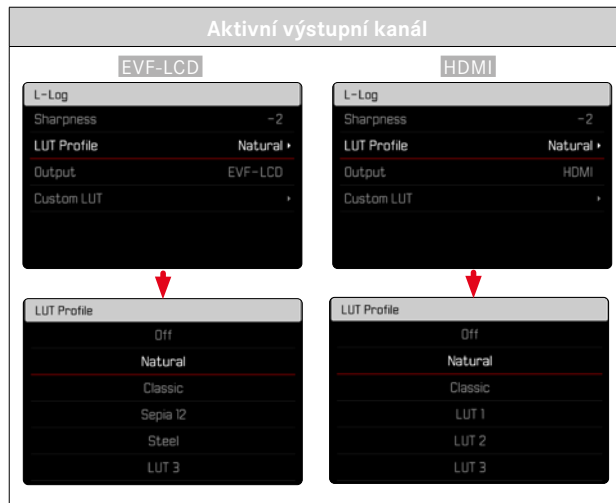 Aktivní výstupní kanál
EVF-LCD
L-Log
Sharpness -2
LUT Profile Natural ▸
Output EVF-LCD
Custom LUT ▸
LUT Profile
Off
Natural
Classic
Sepia 12
Steel
LUT 3
HDMI
L-Log
Sharpness -2
LUT Profile Natural ▸
Output HDMI
Custom LUT ▸
LUT Profile
Off
Natural
Classic
LUT 1
LUT 2
LUT 3